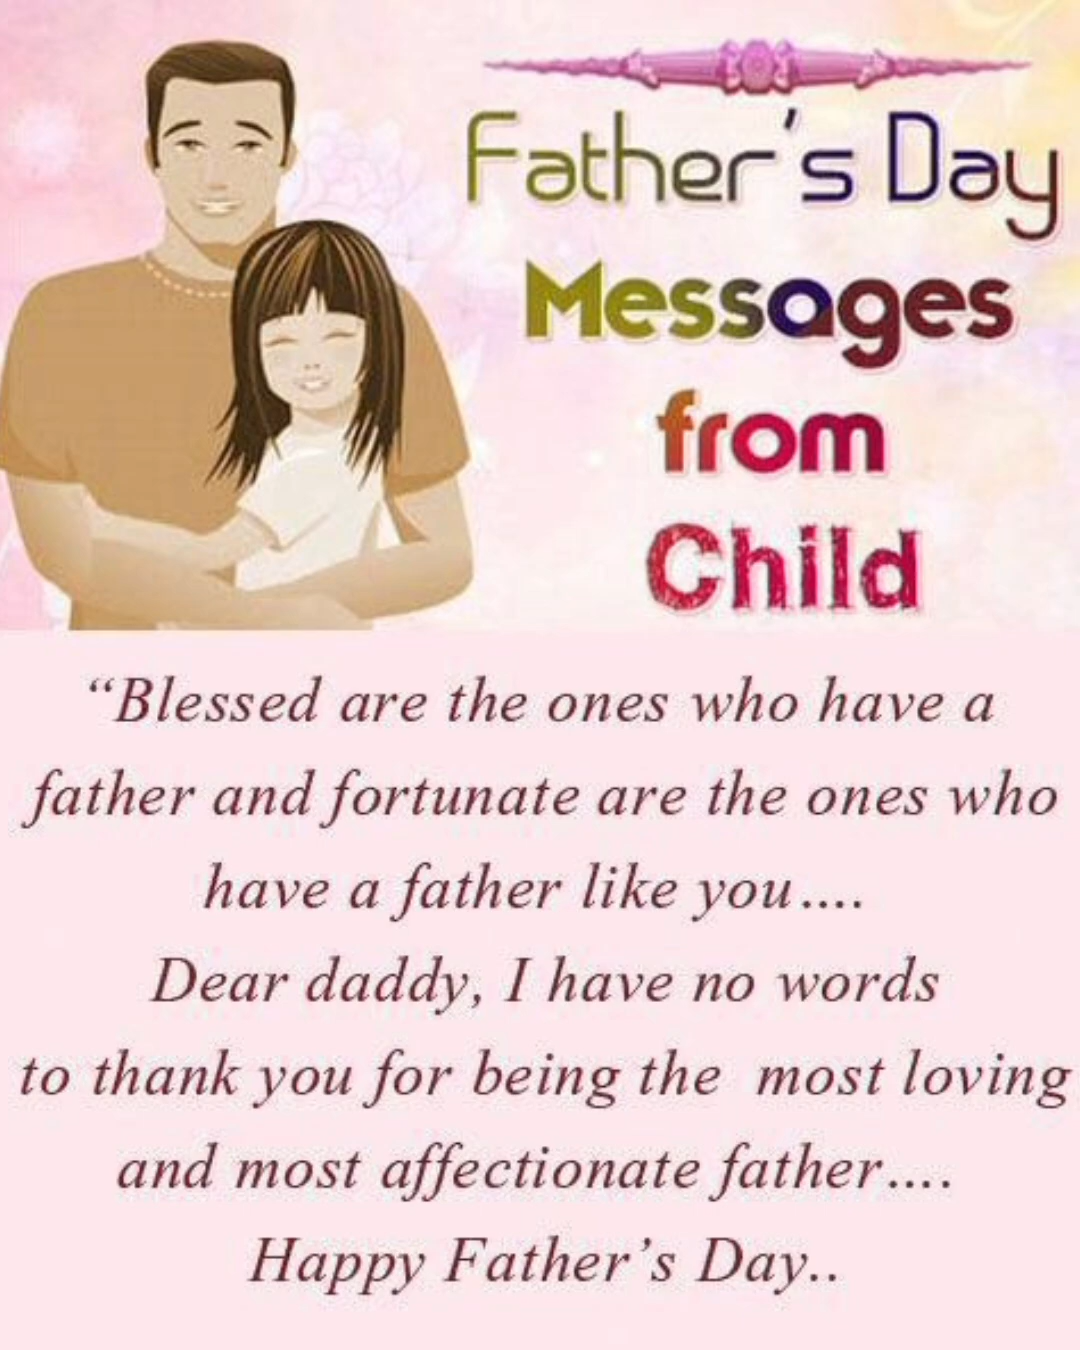 Father's Day
Messages
from
Child
“Blessed are the ones who have a
father and fortunate are the ones who
have a father like you....
Dear daddy, I have no words
to thank you for being the most loving
and most affectionate father....
Happy Father’s Day..